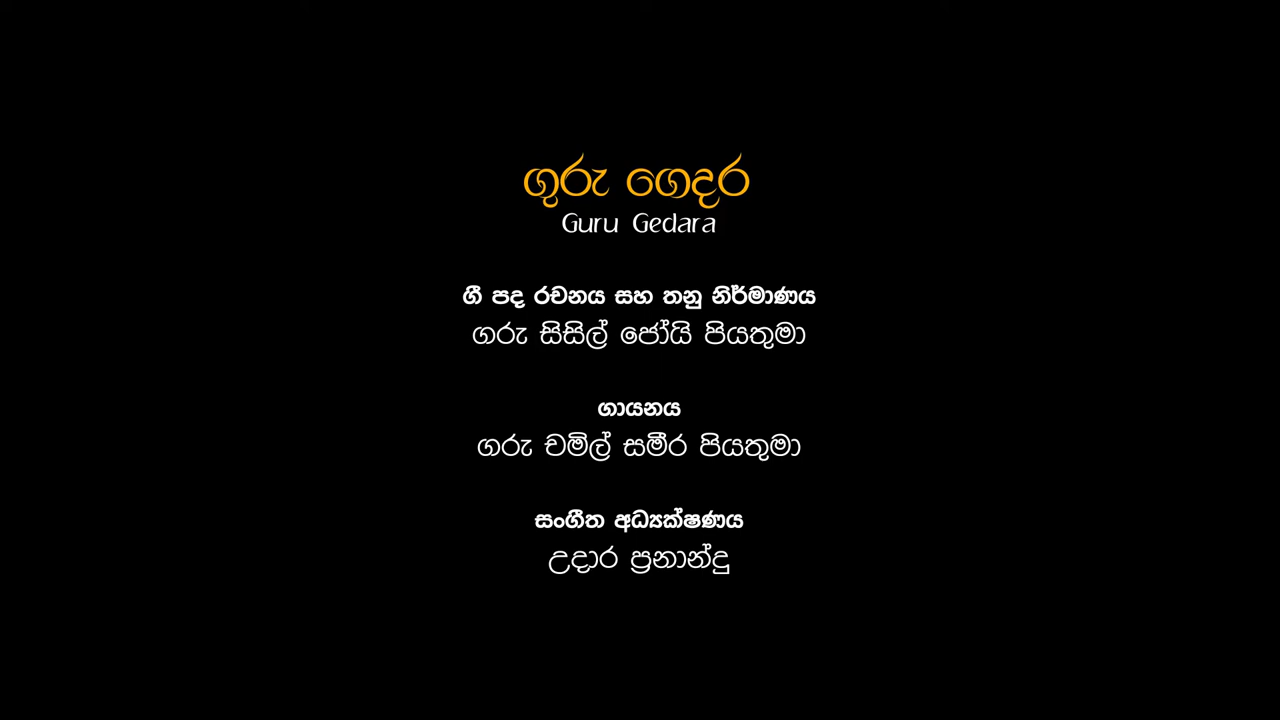 ගුරු ගෙදර
Guru Gedara
ගී පද රචනය සහ තනු නිර්මාණය
ගරු සිසිල් ජෝයි පියතුමා
ගායනය
ගරු චමිල් සමීර පියතුමා
සංගීත අධ්‍යක්ෂණය
උදාර ප්‍රනාන්දු